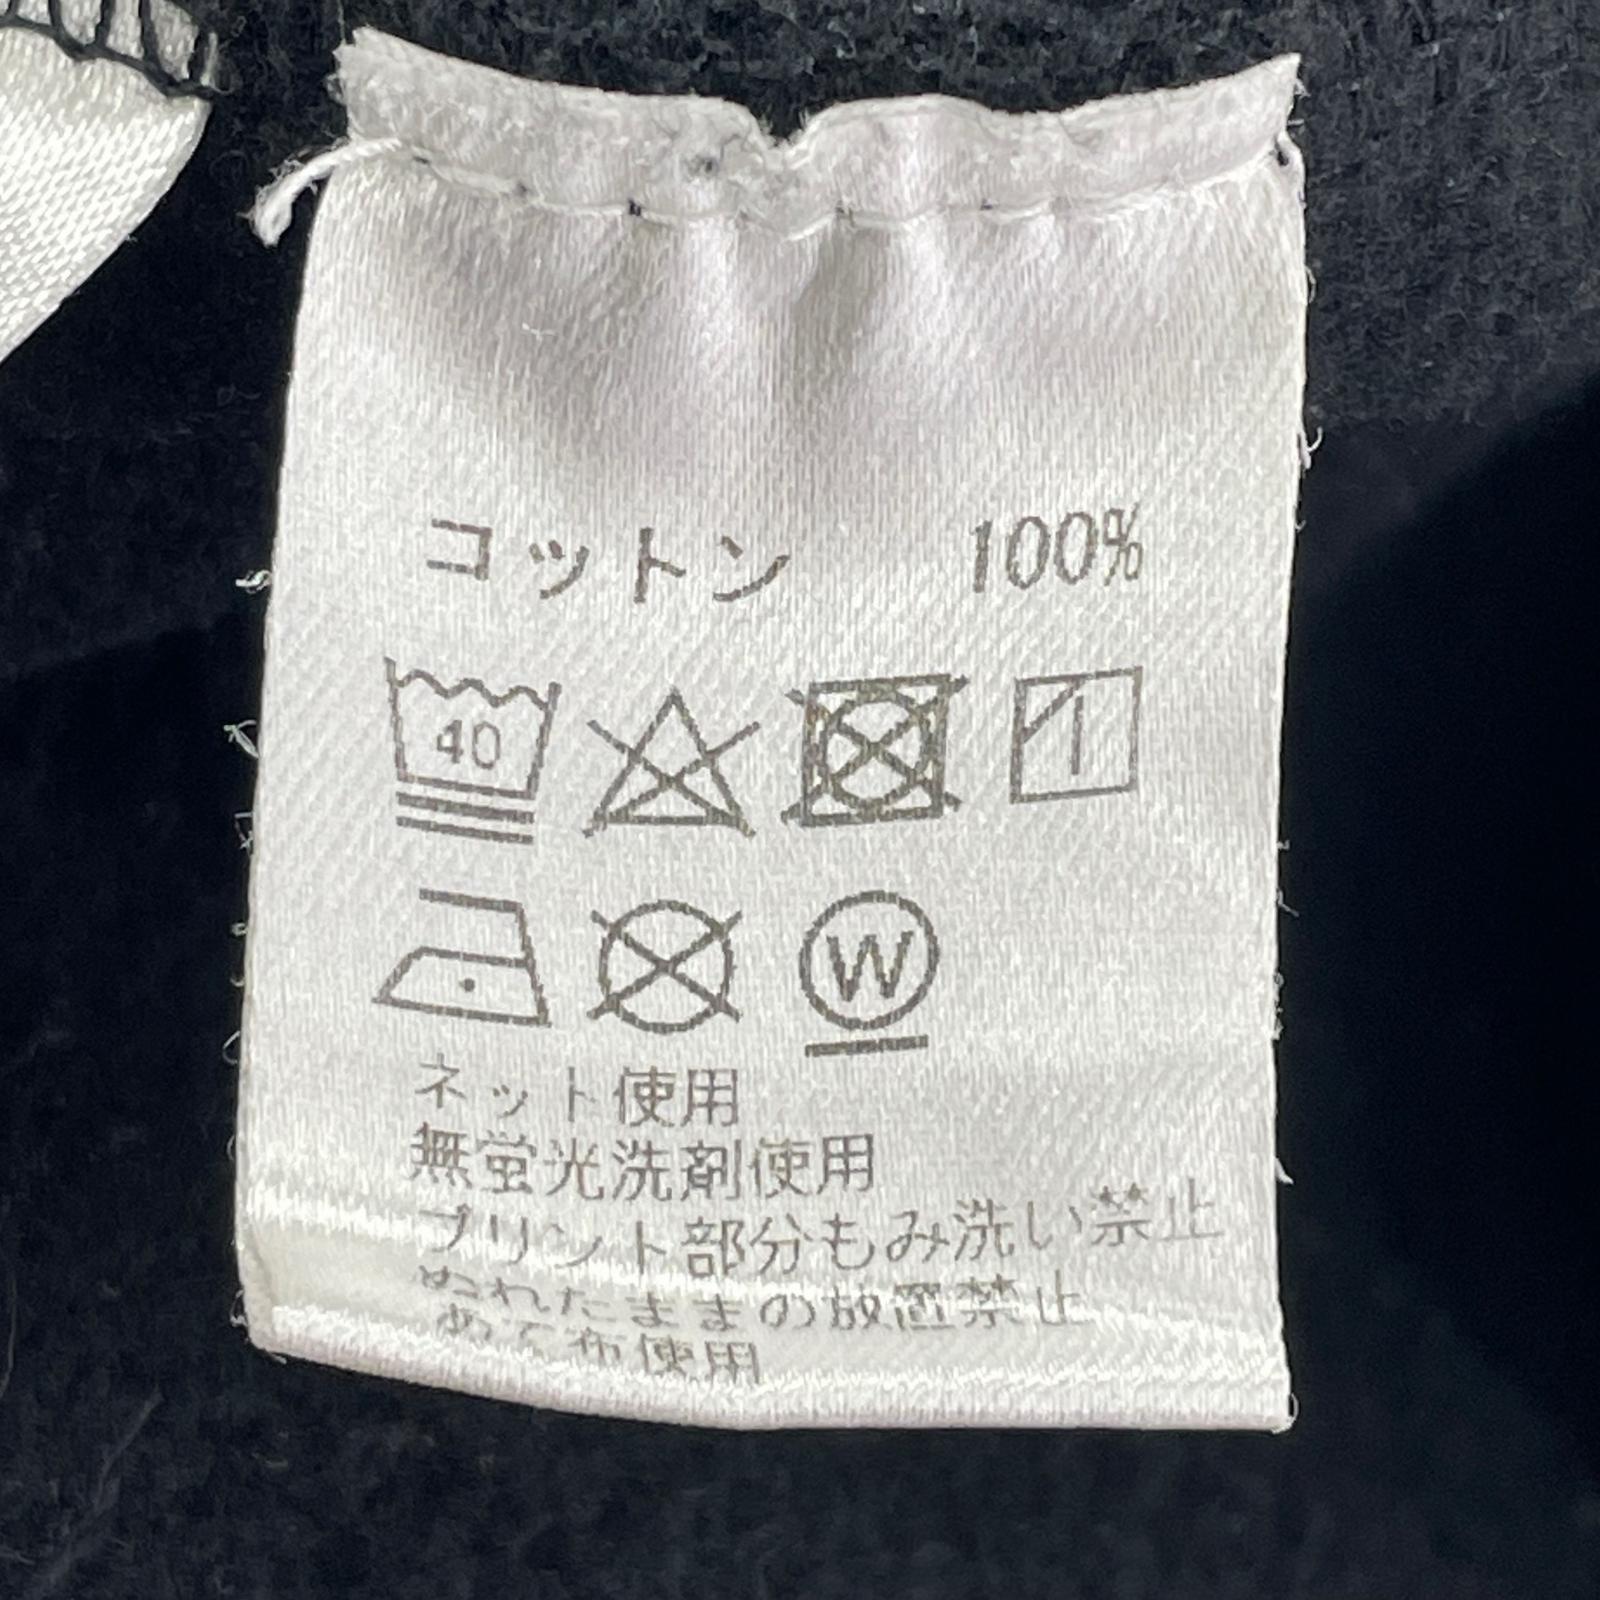 コットン 100%
40
W
ネット使用
無蛍光洗剤使用
プリント部分もみ洗い禁止
ぬれたままの放置禁止
あて布使用